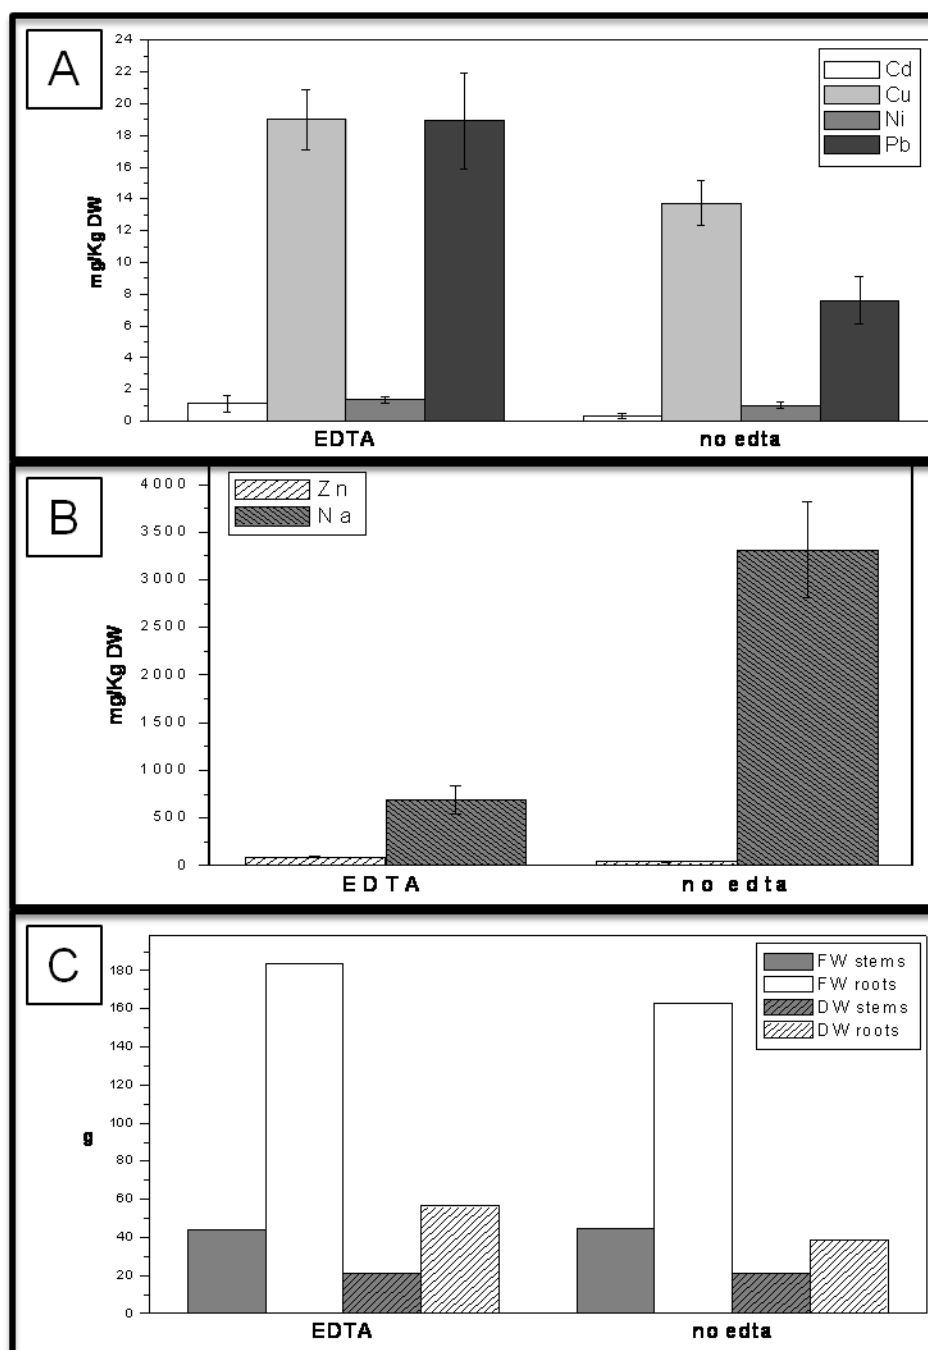 A
24
22
20
18
16
14
12
10
8
6
4
2
0
mg/Kg DW
Cd
Cu
Ni
Pb
EDTA no edta
B
4000
3500
3000
2500
2000
1500
1000
500
0
mg/Kg DW
Zn
Na
EDTA no edta
C
180
160
140
120
100
80
60
40
20
0
g
FW stems
FW roots
DW stems
DW roots
EDTA no edta